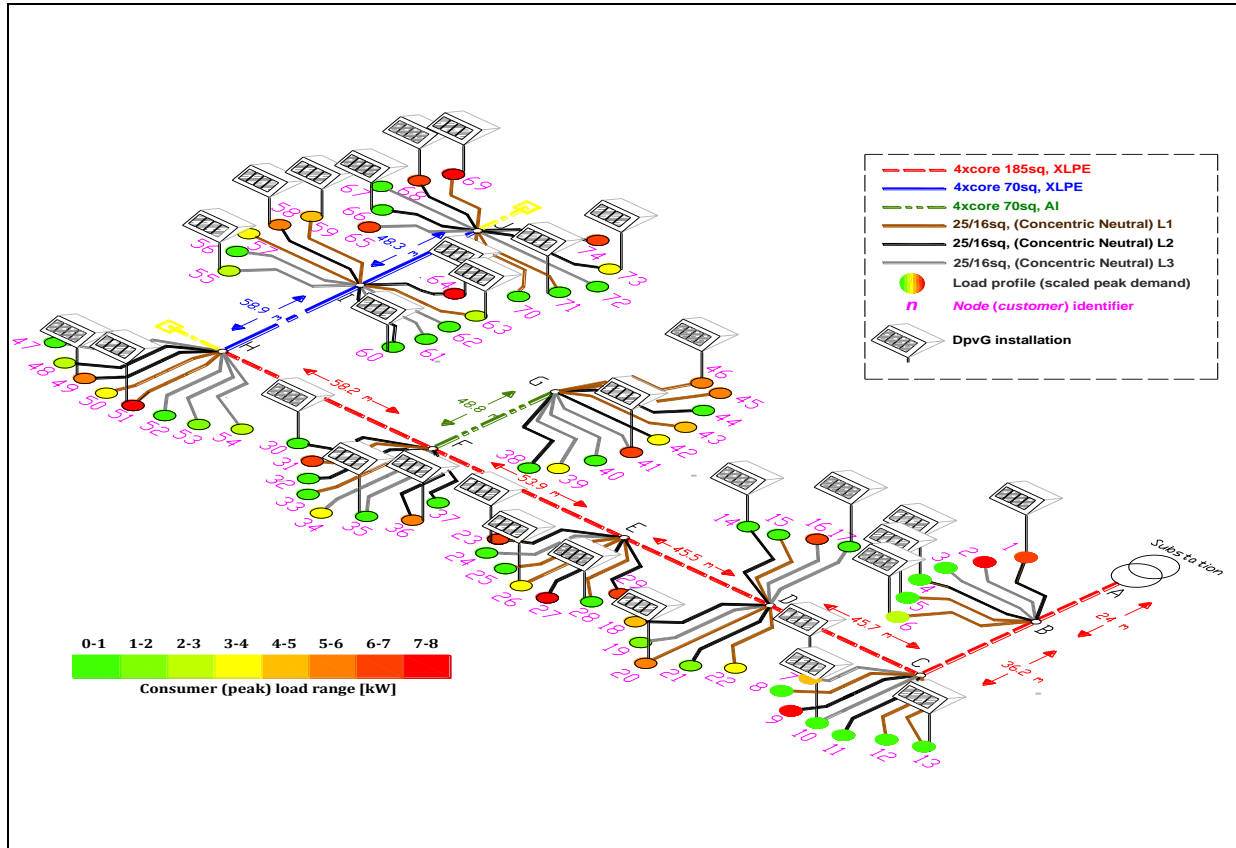 4xcore 185sq, XLPE
4xcore 70sq, XLPE
4xcore 70sq, Al
25/16sq, (Concentric Neutral) L1
25/16sq, (Concentric Neutral) L2
25/16sq, (Concentric Neutral) L3
Load profile (scaled peak demand)
n Node (customer) identifier
DpvG installation
69
68
67
66
65
59
58
57
56
55
48.3 m
J
74
73
72
71
70
64
63
62
61
60
58.9 m
H
47
48
49
50
51
52
53
54
58.2 m
48.8
G
46
45
44
43
42
41
40
39
38
F
30
31
32
33
34
35
36
37
53.9 m
E
23
24
25
26
27
28
29
45.5 m
14
15
16
17
D
18
19
20
21
22
45.7 m
1
2
3
4
5
6
Substation
A
24 m
B
36.2 m
C
7
8
9
10
11
12
13
0-1 1-2 2-3 3-4 4-5 5-6 6-7 7-8
Consumer (peak) load range [kW]